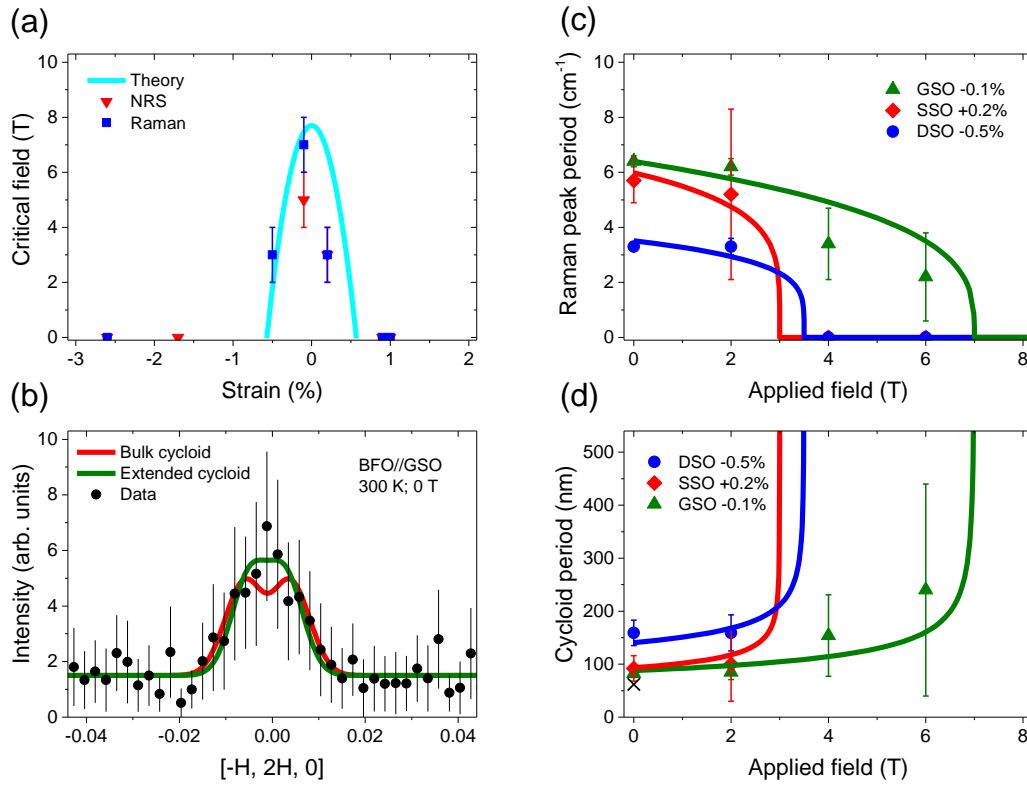 (a)
10
8
6
4
2
0
Critical field (T)
Theory
NRS
Raman
-3 -2 -1 0 1 2
Strain (%)
(b)
10
8
6
4
2
0
Intensity (arb. units)
Bulk cycloid
Extended cycloid
Data
BFO//GSO
300 K; 0 T
-0.04 -0.02 0.00 0.02 0.04
[-H, 2H, 0]
(c)
10
8
6
4
2
0
Raman peak period (cm-1)
GSO -0.1%
SSO +0.2%
DSO -0.5%
0 2 4 6 8
Applied field (T)
(d)
500
400
300
200
100
0
Cycloid period (nm)
DSO -0.5%
SSO +0.2%
GSO -0.1%
0 2 4 6 8
Applied field (T)